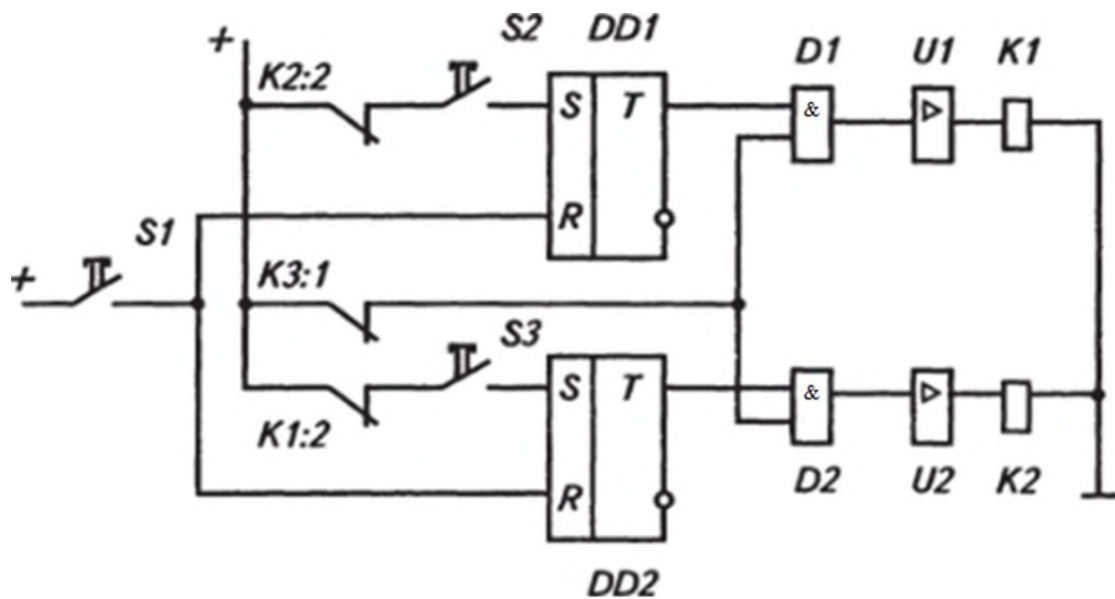 S2 DD1
+ D1 U1 K1
K2:2
S T &
S1 R
+ K3:1
S3
S T &
K1:2
D2 U2 K2
R
DD2